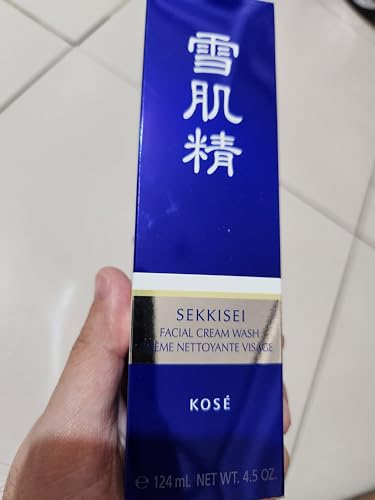 雪
肌
精
SEKKISEI
FACIAL CREAM WASH
ÈME NETTOYANTE VISAGE
KOSÉ
℮ 124 mL NET WT. 4.5 OZ.